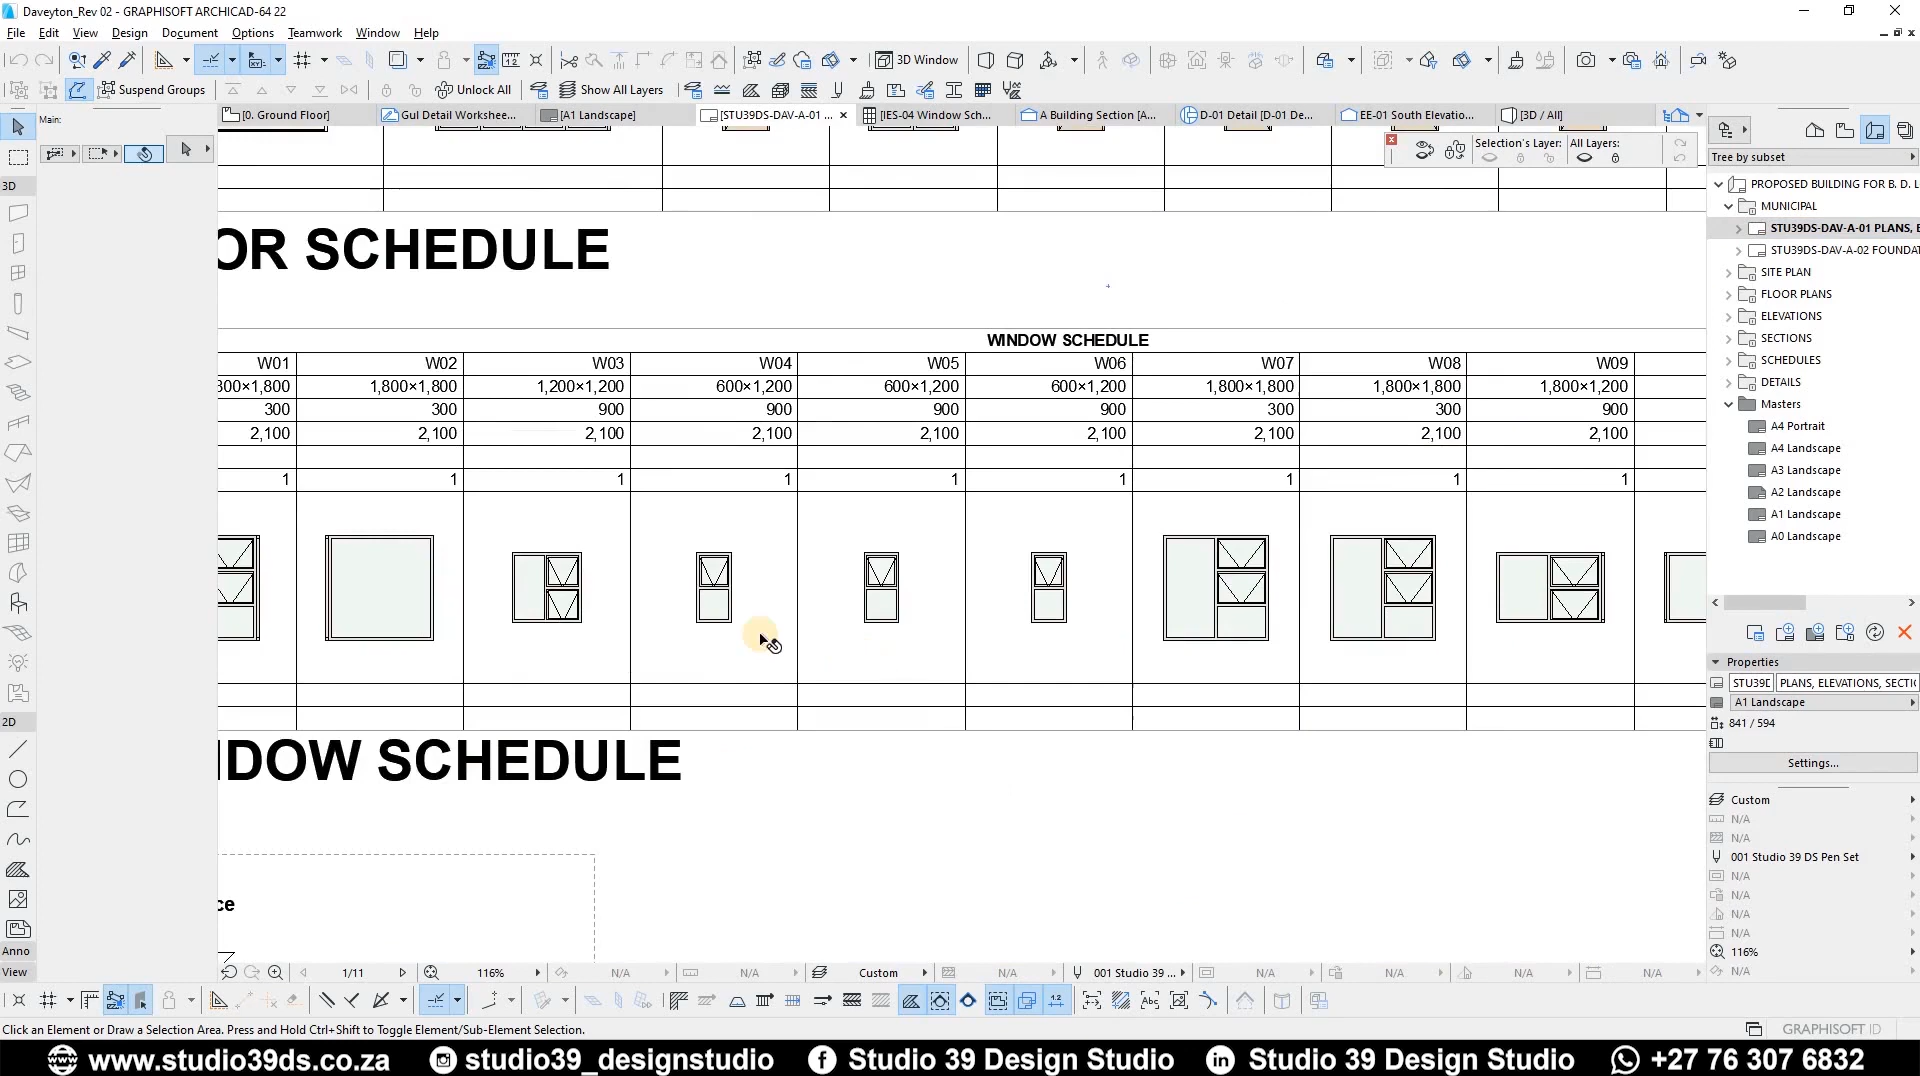 Daveyton_Rev 02 - GRAPHISOFT ARCHICAD-64 22
File Edit View Design Document Options Teamwork Window Help
3D Window
Suspend Groups Unlock All Show All Layers
Main:
[0. Ground Floor] Gul Detail Workshee... [A1 Landscape] [STU39DS-DAV-A-01 ... [IES-04 Window Sch... A Building Section [A... D-01 Detail [D-01 De... EE-01 South Elevatio... [3D / All]
Selection's Layer: All Layers:
3D
2D
Anno
View
OR SCHEDULE
WINDOW SCHEDULE
W01 W02 W03 W04 W05 W06 W07 W08 W09
800×1,800 1,800×1,800 1,200×1,200 600×1,200 600×1,200 600×1,200 1,800×1,800 1,800×1,800 1,800×1,200
300 300 900 900 900 900 300 300 900
2,100 2,100 2,100 2,100 2,100 2,100 2,100 2,100 2,100
1 1 1 1 1 1 1 1 1
NDOW SCHEDULE
ce
Tree by subset
PROPOSED BUILDING FOR B. D. L
MUNICIPAL
STU39DS-DAV-A-01 PLANS, E
STU39DS-DAV-A-02 FOUNDAT
SITE PLAN
FLOOR PLANS
ELEVATIONS
SECTIONS
SCHEDULES
DETAILS
Masters
A4 Portrait
A4 Landscape
A3 Landscape
A2 Landscape
A1 Landscape
A0 Landscape
Properties
STU39D PLANS, ELEVATIONS, SECTIO
A1 Landscape
841 / 594
Settings...
Custom
N/A
N/A
001 Studio 39 DS Pen Set
N/A
N/A
N/A
N/A
116%
N/A
1/11 116% N/A N/A Custom N/A 001 Studio 39 ... N/A N/A N/A N/A
Click an Element or Draw a Selection Area. Press and Hold Ctrl+Shift to Toggle Element/Sub-Element Selection.
GRAPHISOFT ID
www.studio39ds.co.za studio39_designstudio Studio 39 Design Studio Studio 39 Design Studio +27 76 307 6832